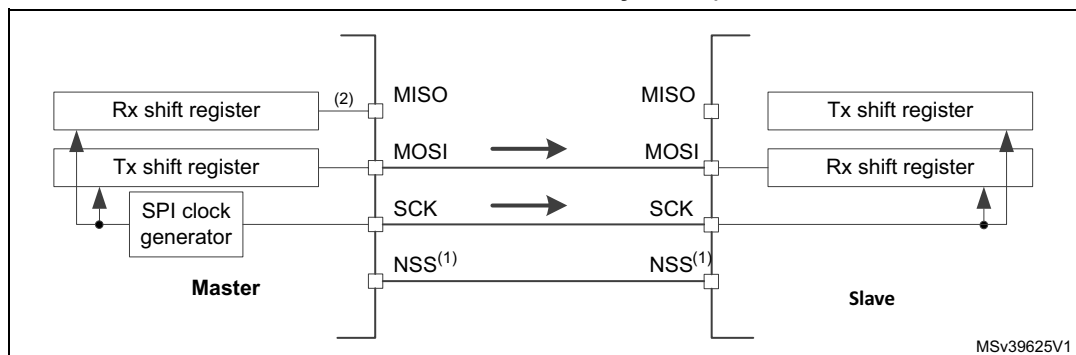 MISO
MISO
Rx shift register
(2)
Tx shift register
MOSI
MOSI
Tx shift register
Rx shift register
SPI clock
generator
SCK
SCK
NSS(1)
NSS(1)
Master
Slave
MSv39625V1